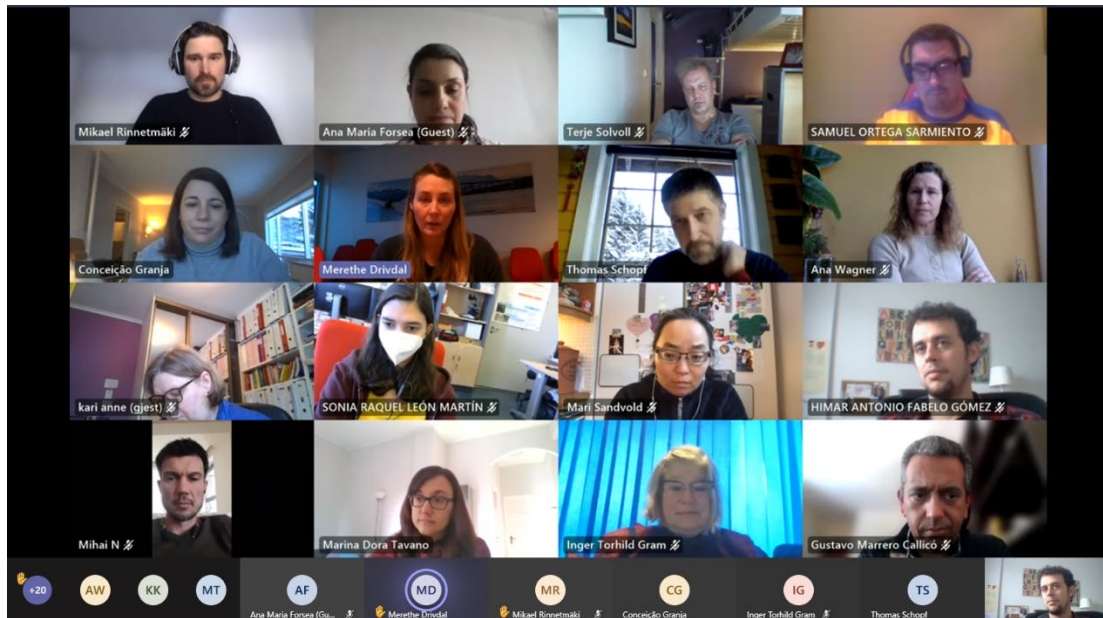 Mikael Rinnetmäki
Ana Maria Forsea (Guest)
Terje Solvoll
SAMUEL ORTEGA SARMIENTO
Conceição Granja
Merethe Drivdal
Thomas Schopf
Ana Wagner
kari anne (gjest)
SONIA RAQUEL LEÓN MARTÍN
Mari Sandvold
HIMAR ANTONIO FABELO GÓMEZ
Mihai N
Marina Dora Tavano
Inger Torhild Gram
Gustavo Marrero Callicó
+20
AW
KK
MT
AF
MD
MR
CG
IG
TS
Ana Maria Forsea (Gu...
Merethe Drivdal
Mikael Rinnetmäki
Conceição Granja
Inger Torhild Gram
Thomas Schopf